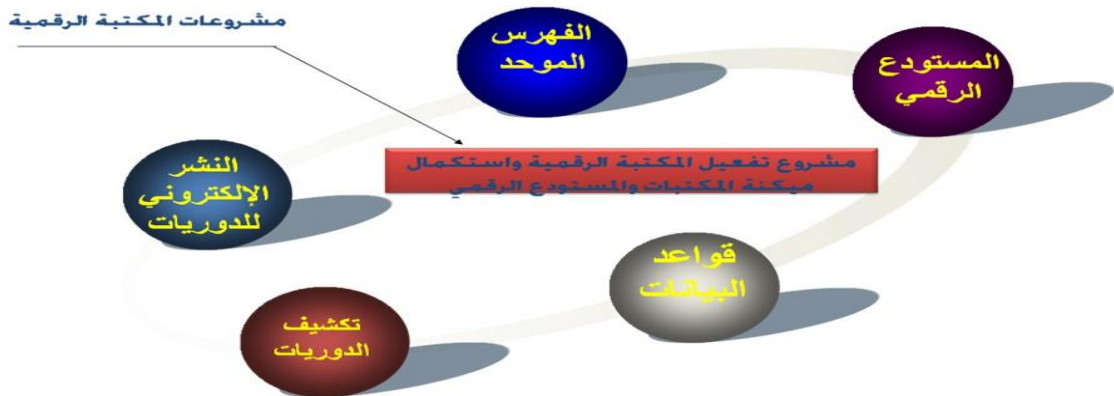 مشروعات المكتبة الرقمية
الفهرس
الموحد
المستودع
الرقمي
مشروع تفعيل المكتبة الرقمية واستكمال
ميكنة المكتبات والمستودع الرقمي
النشر
الإلكتروني
للدوريات
قواعد
البيانات
تكشيف
الدوريات